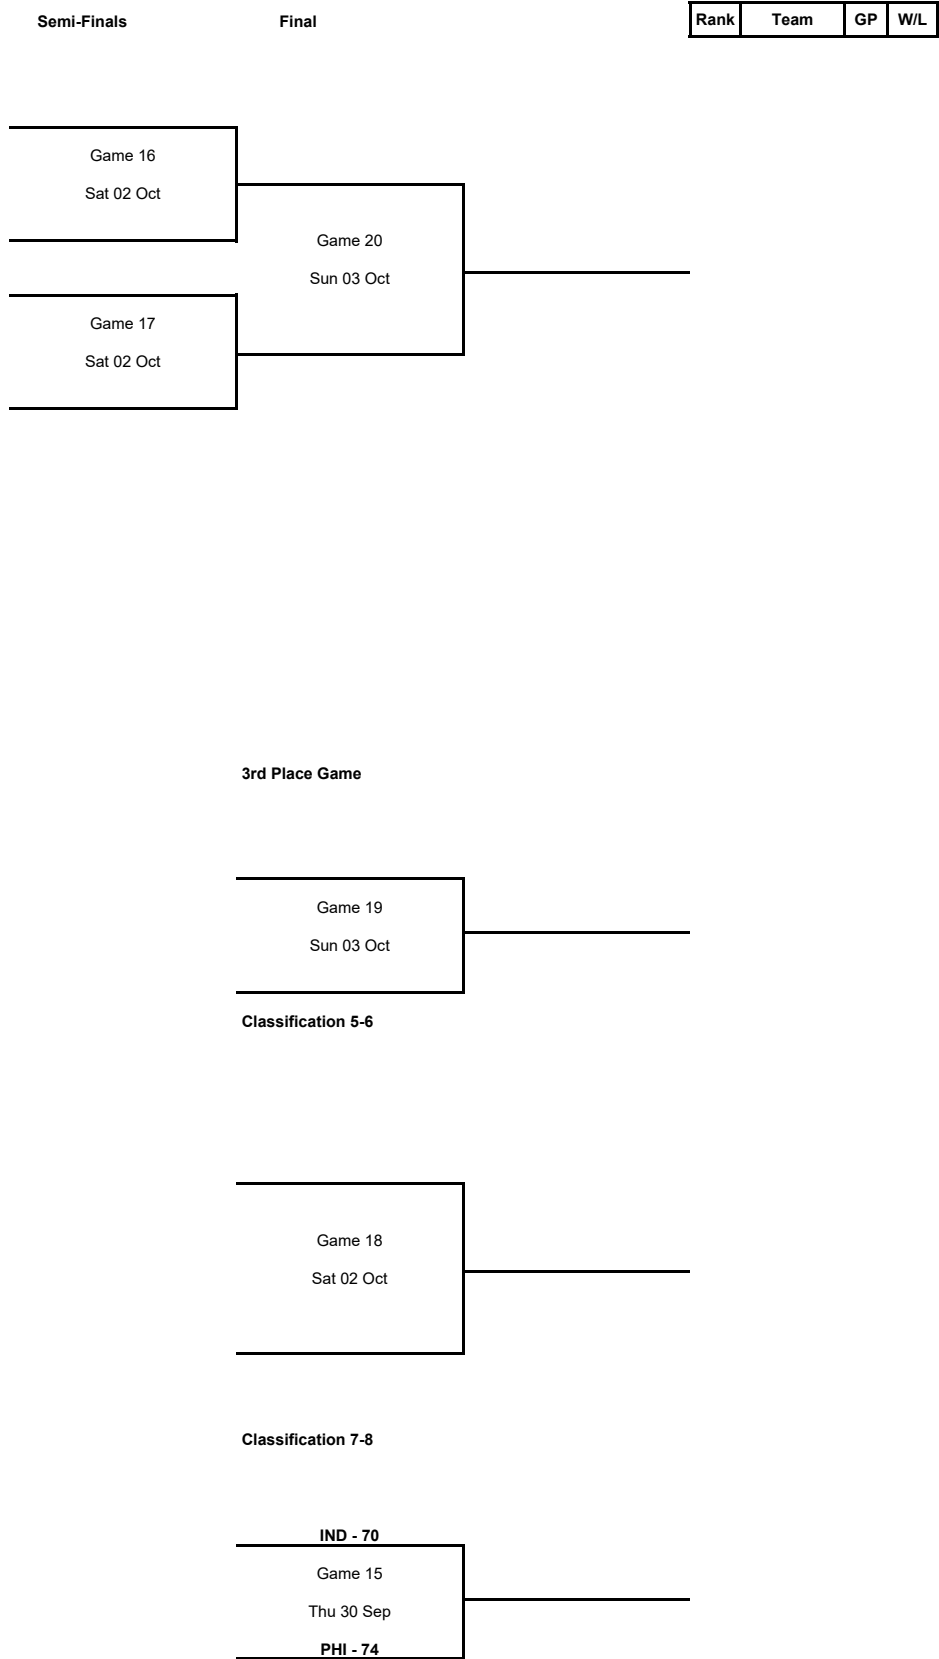 Semi-Finals Final Rank Team GP W/L
Game 16
Sat 02 Oct
Game 20
Sun 03 Oct
Game 17
Sat 02 Oct
3rd Place Game
Game 19
Sun 03 Oct
Classification 5-6
Game 18
Sat 02 Oct
Classification 7-8
IND - 70
Game 15
Thu 30 Sep
PHI - 74